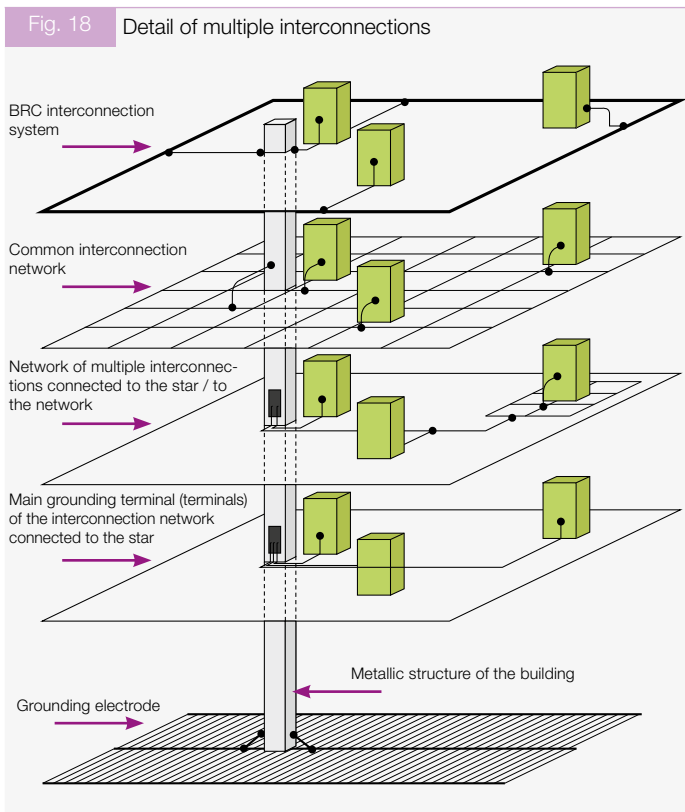 Fig. 18
Detail of multiple interconnections
BRC interconnection
system
Common interconnection
network
Network of multiple interconnec-
tions connected to the star / to
the network
Main grounding terminal (terminals)
of the interconnection network
connected to the star
Metallic structure of the building
Grounding electrode